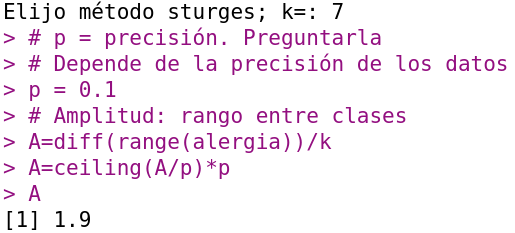 Elijo método sturges; k=: 7
> # p = precisión. Preguntarla
> # Depende de la precisión de los datos
> p = 0.1
> # Amplitud: rango entre clases
> A=diff(range(alergia))/k
> A=ceiling(A/p)*p
> A
[1] 1.9